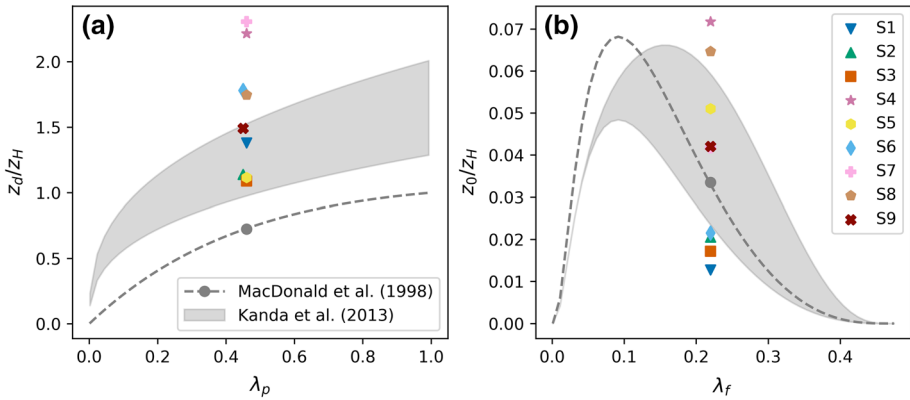 (a)
z_d/z_H
2.0
1.5
1.0
0.5
0.0
0.0 0.2 0.4 0.6 0.8 1.0
λ_p
MacDonald et al. (1998)
Kanda et al. (2013)
(b)
z_0/z_H
0.07
0.06
0.05
0.04
0.03
0.02
0.01
0.00
0.0 0.1 0.2 0.3 0.4
λ_f
S1
S2
S3
S4
S5
S6
S7
S8
S9